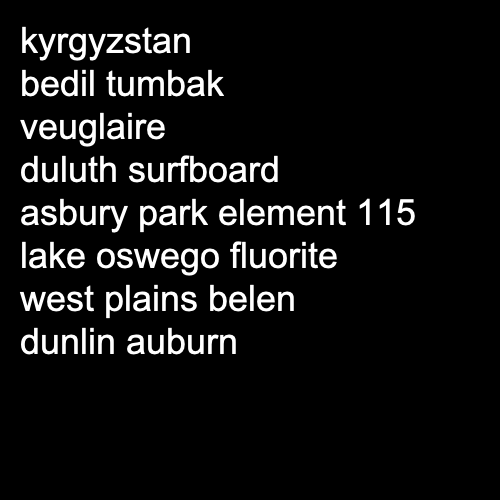 kyrgyzstan
bedil tumbak
veuglaire
duluth surfboard
asbury park element 115
lake oswego fluorite
west plains belen
dunlin auburn